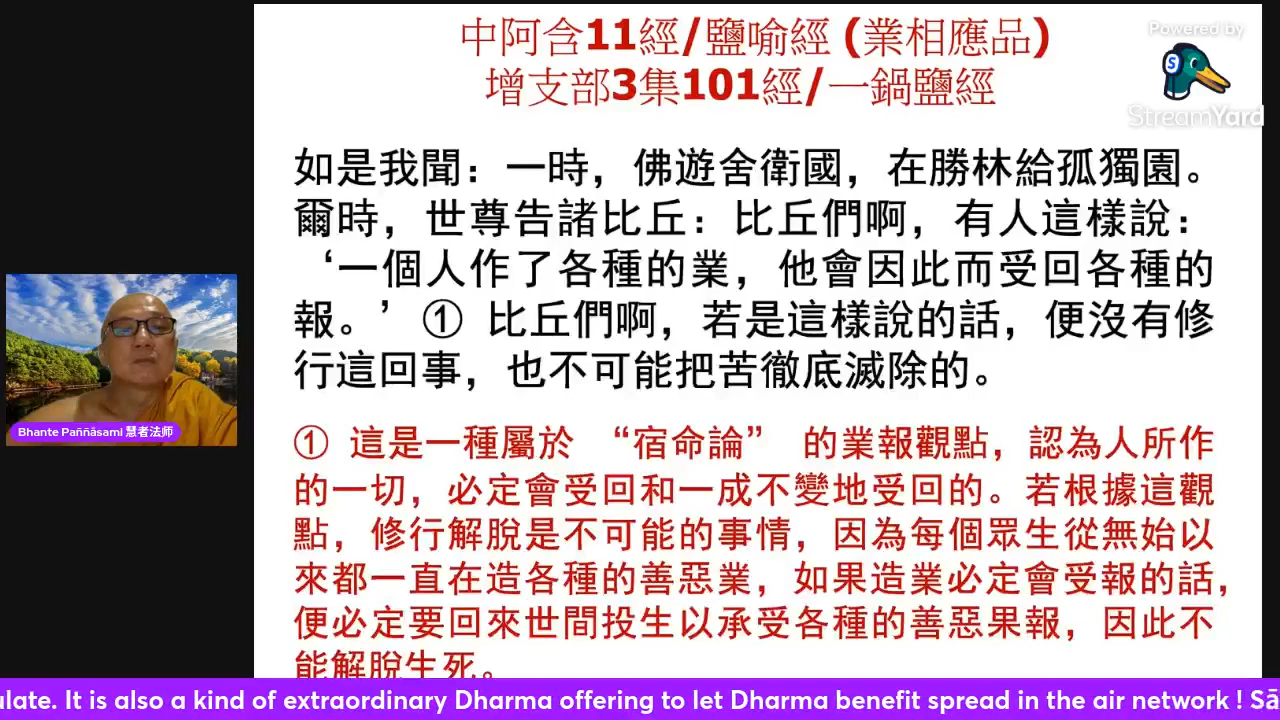 中阿含11經/鹽喻經 (業相應品)
增支部3集101經/一鍋鹽經
Powered by
StreamYard
如是我聞：一時，佛遊舍衛國，在勝林給孤獨園。
爾時，世尊告諸比丘：比丘們啊，有人這樣說：
‘一個人作了各種的業，他會因此而受回各種的
報。’ ① 比丘們啊，若是這樣說的話，便沒有修
行這回事，也不可能把苦徹底滅除的。
① 這是一種屬於 “宿命論” 的業報觀點，認為人所作
的一切，必定會受回和一成不變地受回的。若根據這觀
點，修行解脫是不可能的事情，因為每個眾生從無始以
來都一直在造各種的善惡業，如果造業必定會受報的話，
便必定要回來世間投生以承受各種的善惡果報，因此不
能解脫生死。
Bhante Paññāsami 慧者法师
ulate. It is also a kind of extraordinary Dharma offering to let Dharma benefit spread in the air network ! Sā